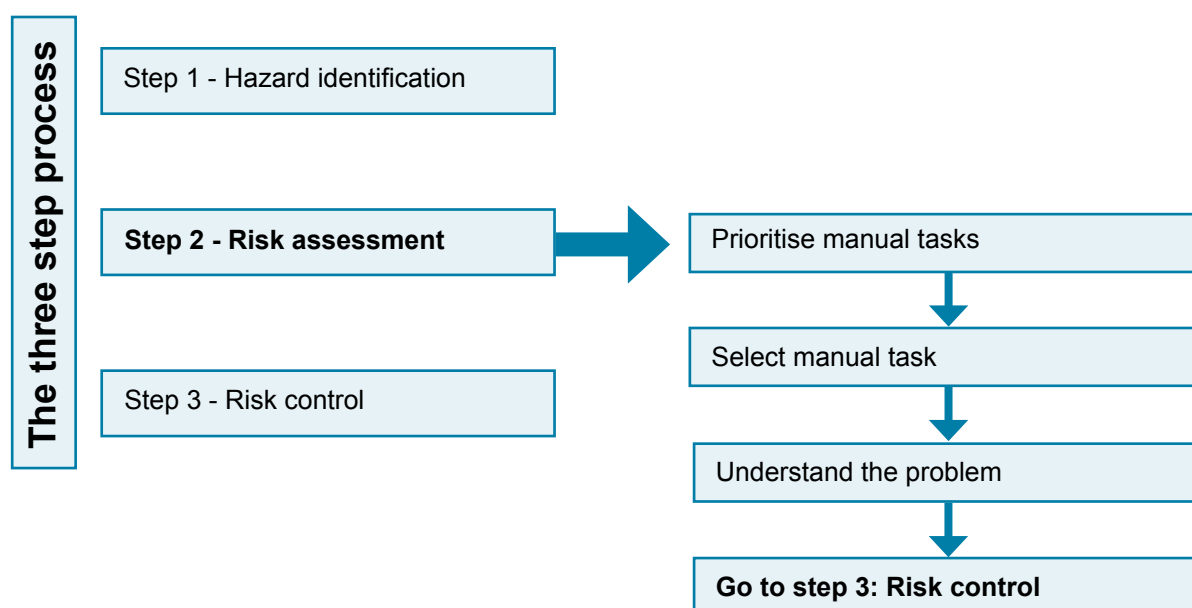 The three step process
Step 1 - Hazard identification
Step 2 - Risk assessment
Step 3 - Risk control
Prioritise manual tasks
Select manual task
Understand the problem
Go to step 3: Risk control